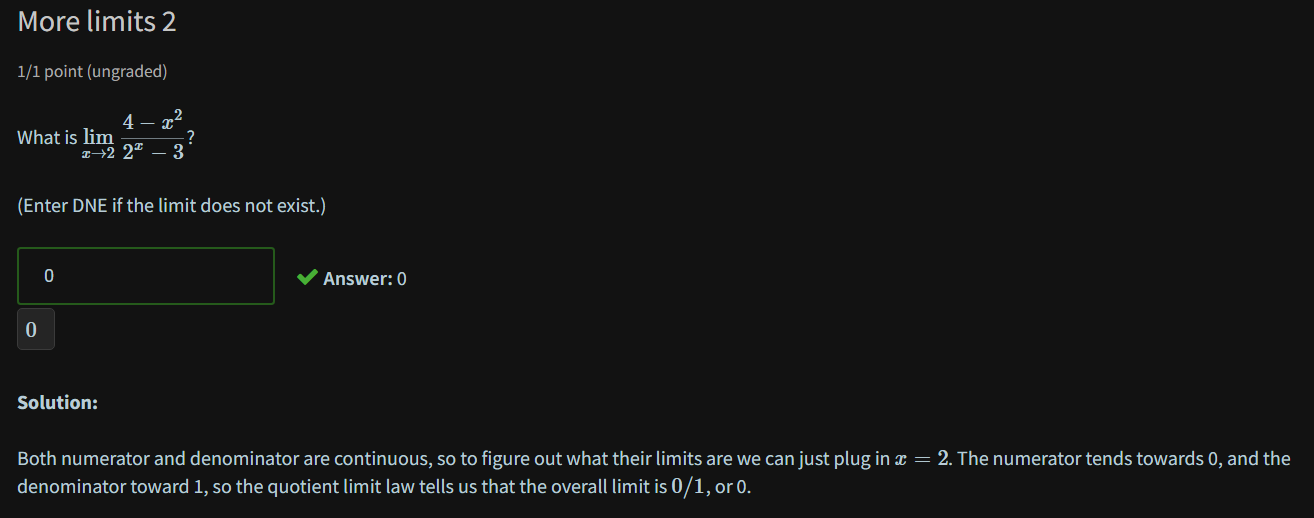 More limits 2
1/1 point (ungraded)
What is $\lim_{x \to 2} \frac{4 - x^2}{2^x - 3}$?
(Enter DNE if the limit does not exist.)
0
Answer: 0
0
Solution:
Both numerator and denominator are continuous, so to figure out what their limits are we can just plug in $x = 2$. The numerator tends towards 0, and the
denominator toward 1, so the quotient limit law tells us that the overall limit is $0/1$, or 0.